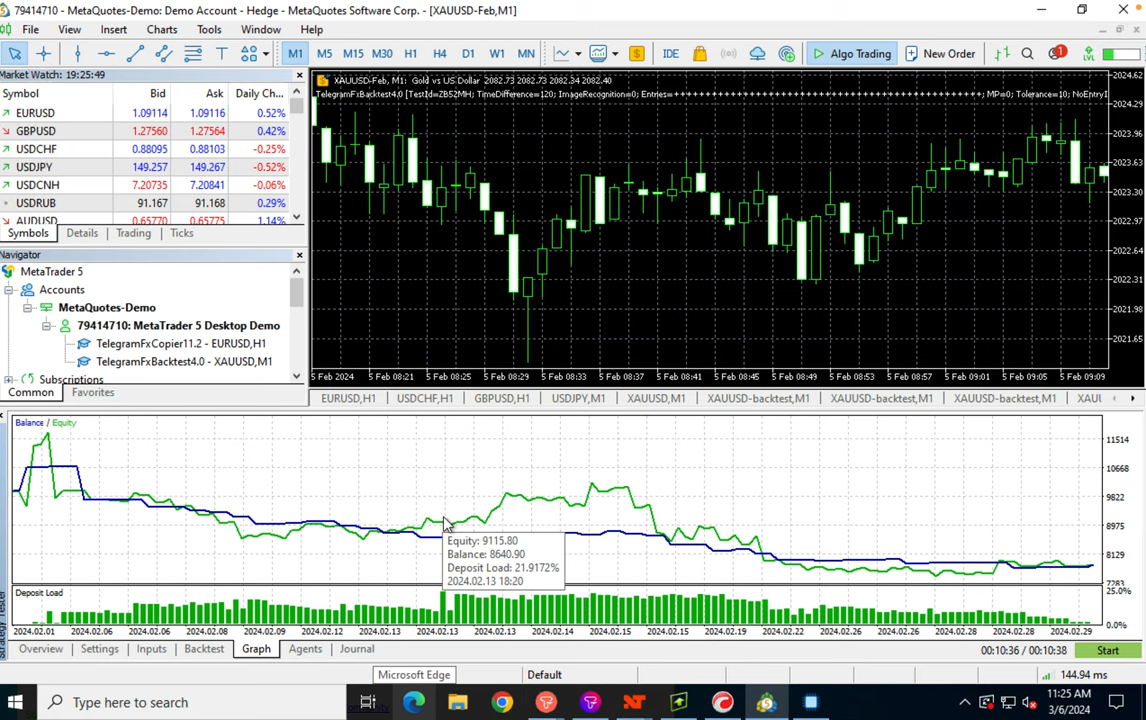 79414710: MetaQuotes-Demo: Demo Account - Hedge - MetaQuotes Software Corp. - [XAUUSD-Feb,M1]
File View Insert Charts Tools Window Help
M1 M5 M15 M30 H1 H4 D1 W1 MN IDE Algo Trading New Order 1 LVL
Market Watch: 19:25:49
Symbol Bid Ask Daily Ch...
EURUSD 1.09114 1.09116 0.52%
GBPUSD 1.27560 1.27564 0.42%
USDCHF 0.88095 0.88103 -0.25%
USDJPY 149.257 149.267 -0.52%
USDCNH 7.20735 7.20841 -0.06%
USDRUB 91.167 91.168 0.29%
AUDUSD 0.65770 0.65775 1.14%
Symbols Details Trading Ticks
Navigator
MetaTrader 5
Accounts
MetaQuotes-Demo
79414710: MetaTrader 5 Desktop Demo
TelegramFxCopier11.2 - EURUSD,H1
TelegramFxBacktest4.0 - XAUUSD,M1
Subscriptions
Common Favorites
XAUUSD-Feb, M1: Gold vs US Dollar 2082.73 2082.73 2082.34 2082.40
TelegramFxBacktest4.0 [TestId=ZB52MH; TimeDifference=120; ImageRecognition=0; Entries=
MP=0; Tolerance=10; NoEntryI
2024.62
2024.29
2023.96
2023.63
2023.30
2022.97
2022.64
2022.31
2021.98
2021.65
5 Feb 2024 5 Feb 08:21 5 Feb 08:25 5 Feb 08:29 5 Feb 08:33 5 Feb 08:37 5 Feb 08:41 5 Feb 08:45 5 Feb 08:49 5 Feb 08:53 5 Feb 08:57 5 Feb 09:01 5 Feb 09:05 5 Feb 09:09
EURUSD,H1 USDCHF,H1 GBPUSD,H1 USDJPY,M1 XAUUSD,M1 XAUUSD-backtest,M1 XAUUSD-backtest,M1 XAUUSD-backtest,M1 XAU
Balance / Equity
11514
10668
9822
8975
8129
7283
Equity: 9115.80
Balance: 8640.90
Deposit Load: 21.9172%
2024.02.13 18:20
Deposit Load
25.0%
0.0%
2024.02.01 2024.02.06 2024.02.06 2024.02.08 2024.02.09 2024.02.12 2024.02.13 2024.02.13 2024.02.13 2024.02.14 2024.02.15 2024.02.15 2024.02.19 2024.02.22 2024.02.26 2024.02.28 2024.02.28 2024.02.29
Strategy Tester
Overview Settings Inputs Backtest Graph Agents Journal 00:10:36 / 00:10:38 Start
Microsoft Edge Default 144.94 ms
Type here to search
11:25 AM
3/6/2024